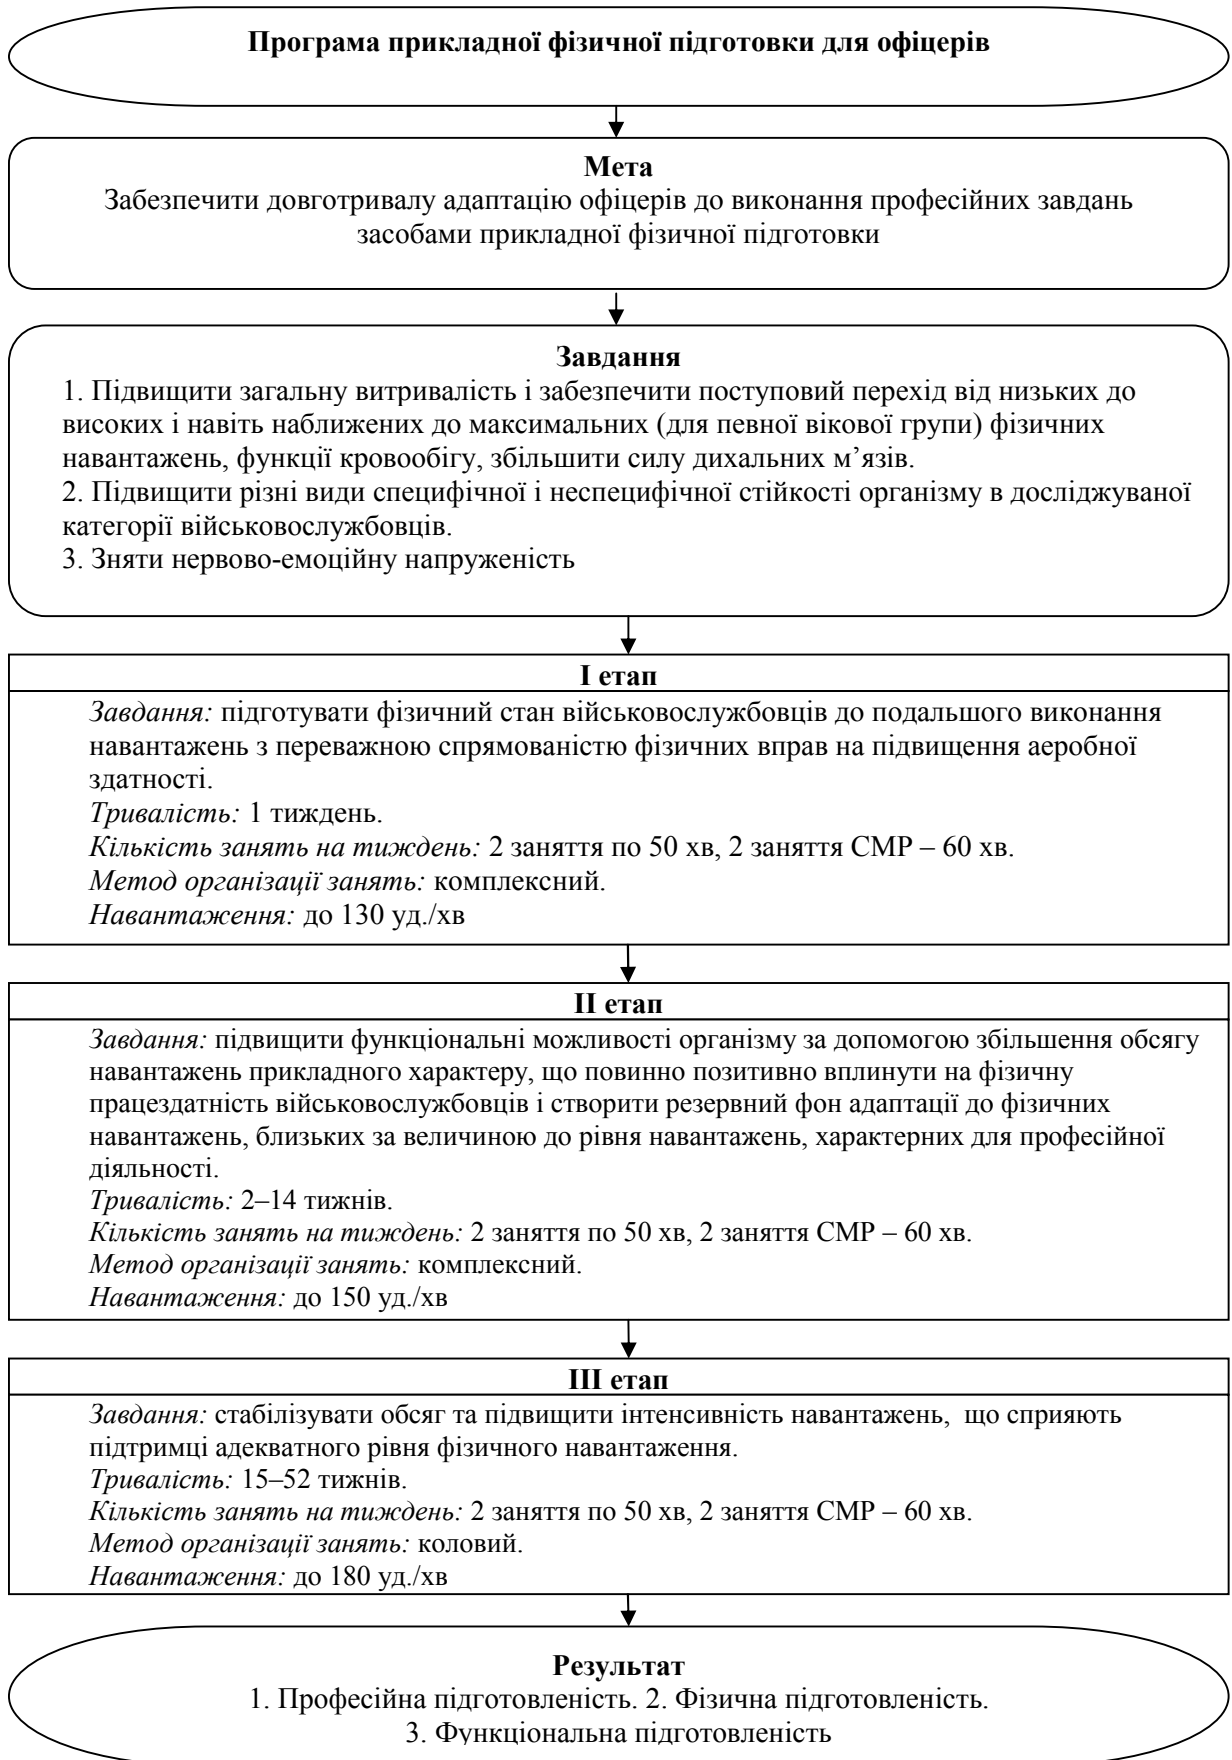 Програма прикладної фізичної підготовки для офіцерів
Мета
Забезпечити довготривалу адаптацію офіцерів до виконання професійних завдань
засобами прикладної фізичної підготовки
Завдання
1. Підвищити загальну витривалість і забезпечити поступовий перехід від низьких до
високих і навіть наближених до максимальних (для певної вікової групи) фізичних
навантажень, функції кровообігу, збільшити силу дихальних м’язів.
2. Підвищити різні види специфічної і неспецифічної стійкості організму в досліджуваної
категорії військовослужбовців.
3. Зняти нервово-емоційну напруженість
І етап
Завдання: підготувати фізичний стан військовослужбовців до подальшого виконання
навантажень з переважною спрямованістю фізичних вправ на підвищення аеробної
здатності.
Тривалість: 1 тиждень.
Кількість занять на тиждень: 2 заняття по 50 хв, 2 заняття СМР – 60 хв.
Метод організації занять: комплексний.
Навантаження: до 130 уд./хв
ІІ етап
Завдання: підвищити функціональні можливості організму за допомогою збільшення обсягу
навантажень прикладного характеру, що повинно позитивно вплинути на фізичну
працездатність військовослужбовців і створити резервний фон адаптації до фізичних
навантажень, близьких за величиною до рівня навантажень, характерних для професійної
діяльності.
Тривалість: 2–14 тижнів.
Кількість занять на тиждень: 2 заняття по 50 хв, 2 заняття СМР – 60 хв.
Метод організації занять: комплексний.
Навантаження: до 150 уд./хв
ІІІ етап
Завдання: стабілізувати обсяг та підвищити інтенсивність навантажень, що сприяють
підтримці адекватного рівня фізичного навантаження.
Тривалість: 15–52 тижнів.
Кількість занять на тиждень: 2 заняття по 50 хв, 2 заняття СМР – 60 хв.
Метод організації занять: коловий.
Навантаження: до 180 уд./хв
Результат
1. Професійна підготовленість. 2. Фізична підготовленість.
3. Функціональна підготовленість